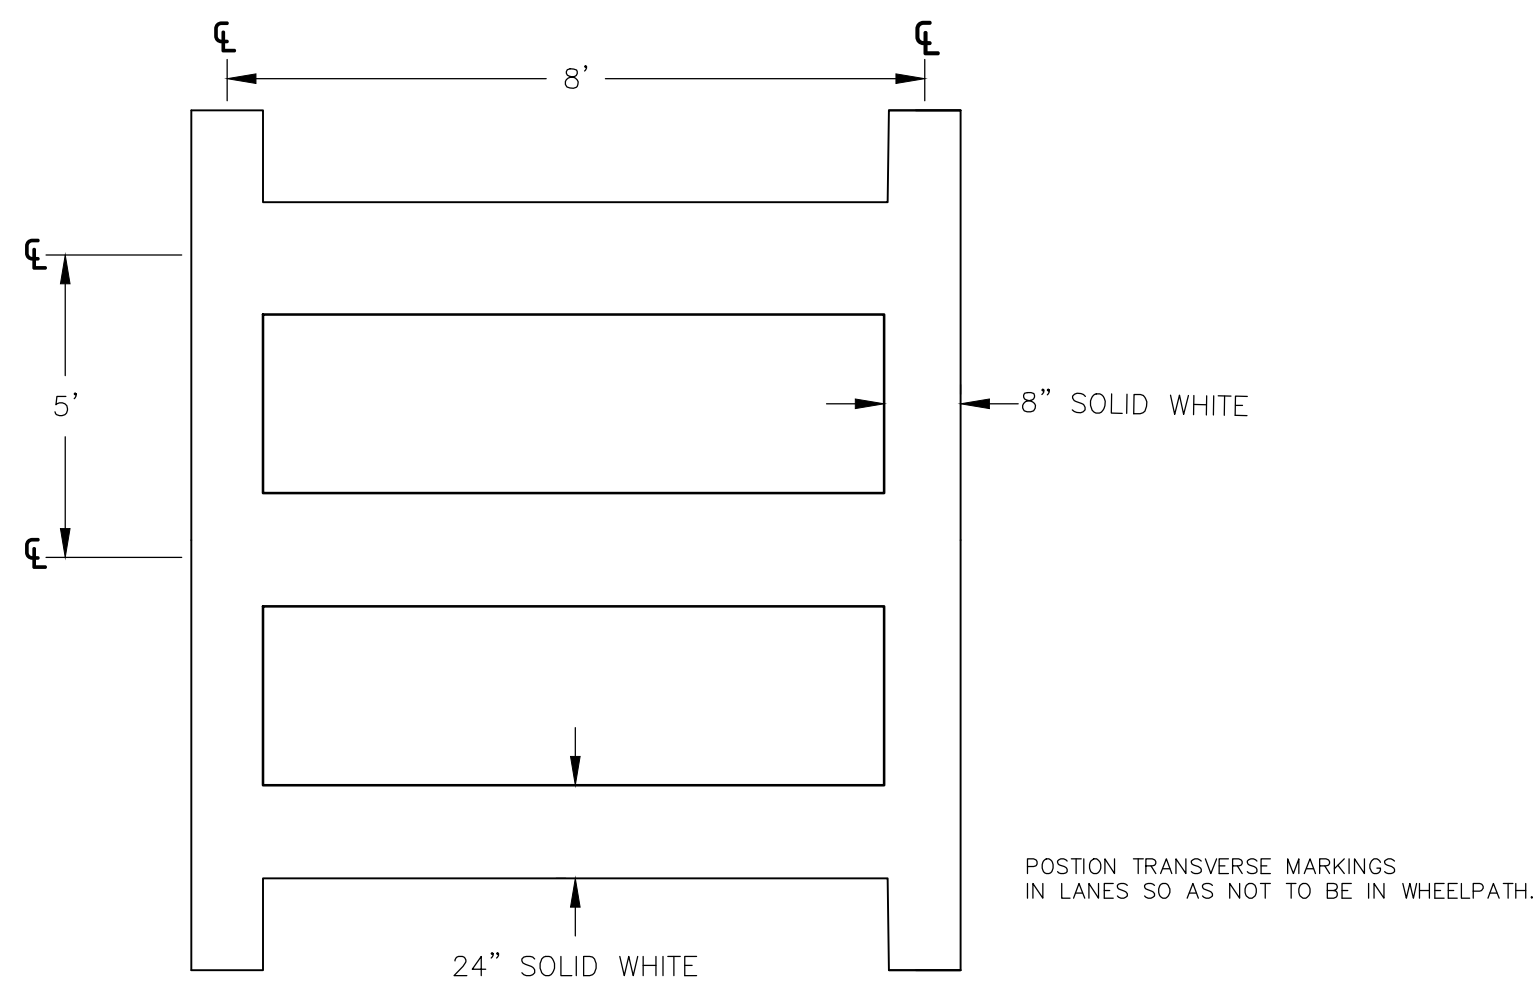 ℄ ℄
8'
℄
5'
8" SOLID WHITE
℄
POSTION TRANSVERSE MARKINGS
IN LANES SO AS NOT TO BE IN WHEELPATH.
24" SOLID WHITE